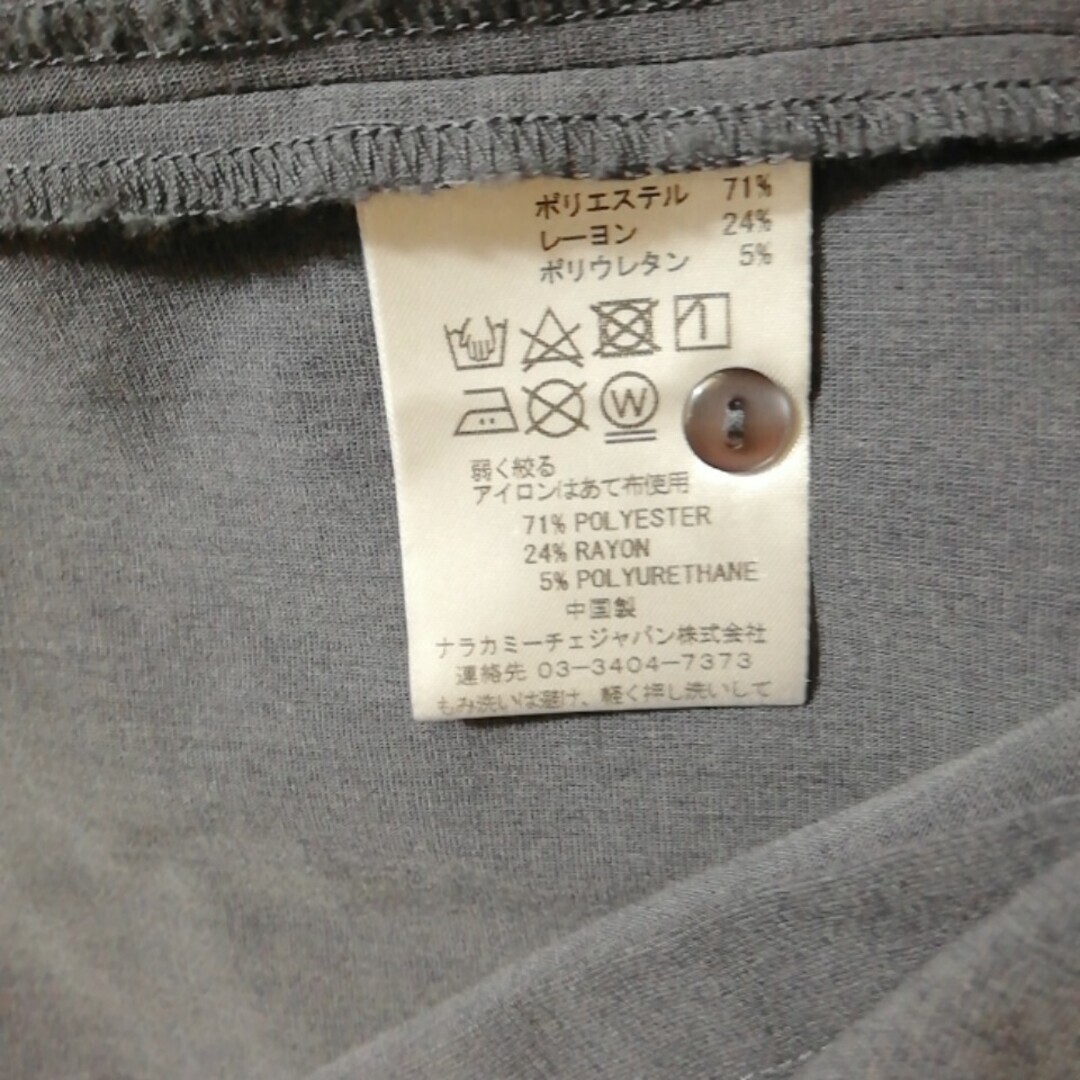 ポリエステル 71%
レーヨン 24%
ポリウレタン 5%
W
弱く絞る
アイロンはあて布使用
71% POLYESTER
24% RAYON
5% POLYURETHANE
中国製
ナラカミーチェジャパン株式会社
連絡先 03-3404-7373
もみ洗いは避け、軽く押し洗いして